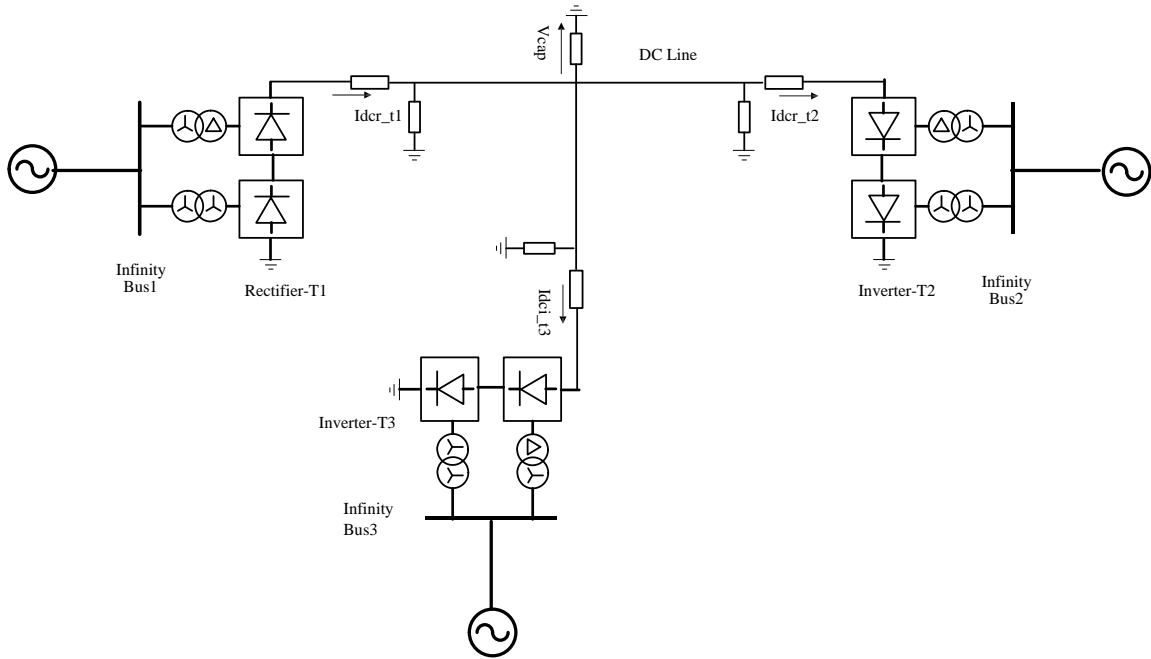 Vcap
DC Line
Idcr_t1
Idcr_t2
Infinity
Bus1
Rectifier-T1
Idci_t3
Inverter-T2
Infinity
Bus2
Inverter-T3
Infinity
Bus3